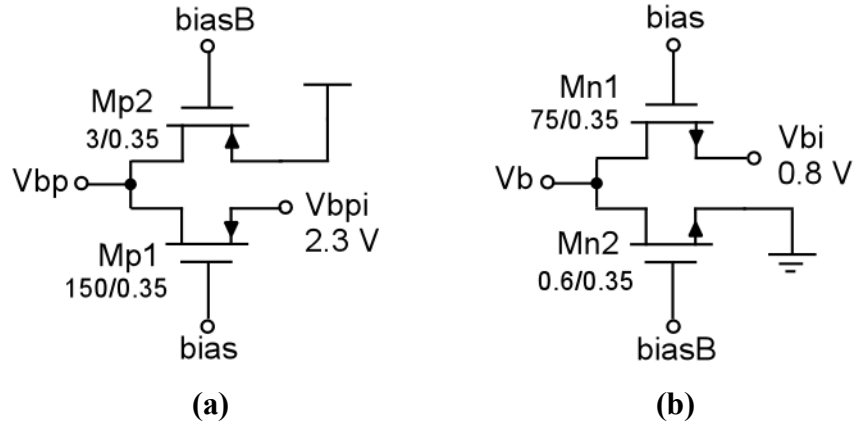 biasB
Mp2
3/0.35
Vbp
Vbpi
2.3 V
Mp1
150/0.35
bias
(a)
bias
Mn1
75/0.35
Vbi
0.8 V
Vb
Mn2
0.6/0.35
biasB
(b)